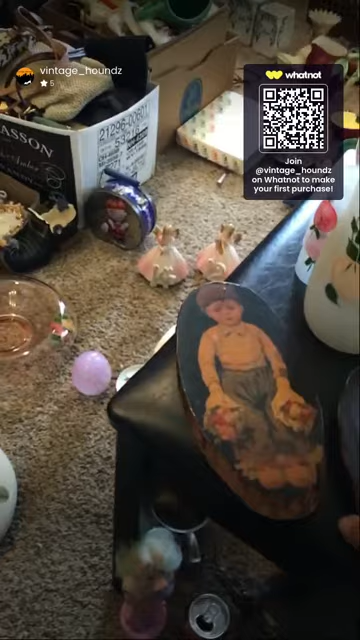 vintage_houndz
★5
whatnot
Join
@vintage_houndz
on Whatnot to make
your first purchase!
21296-00601
ASSON